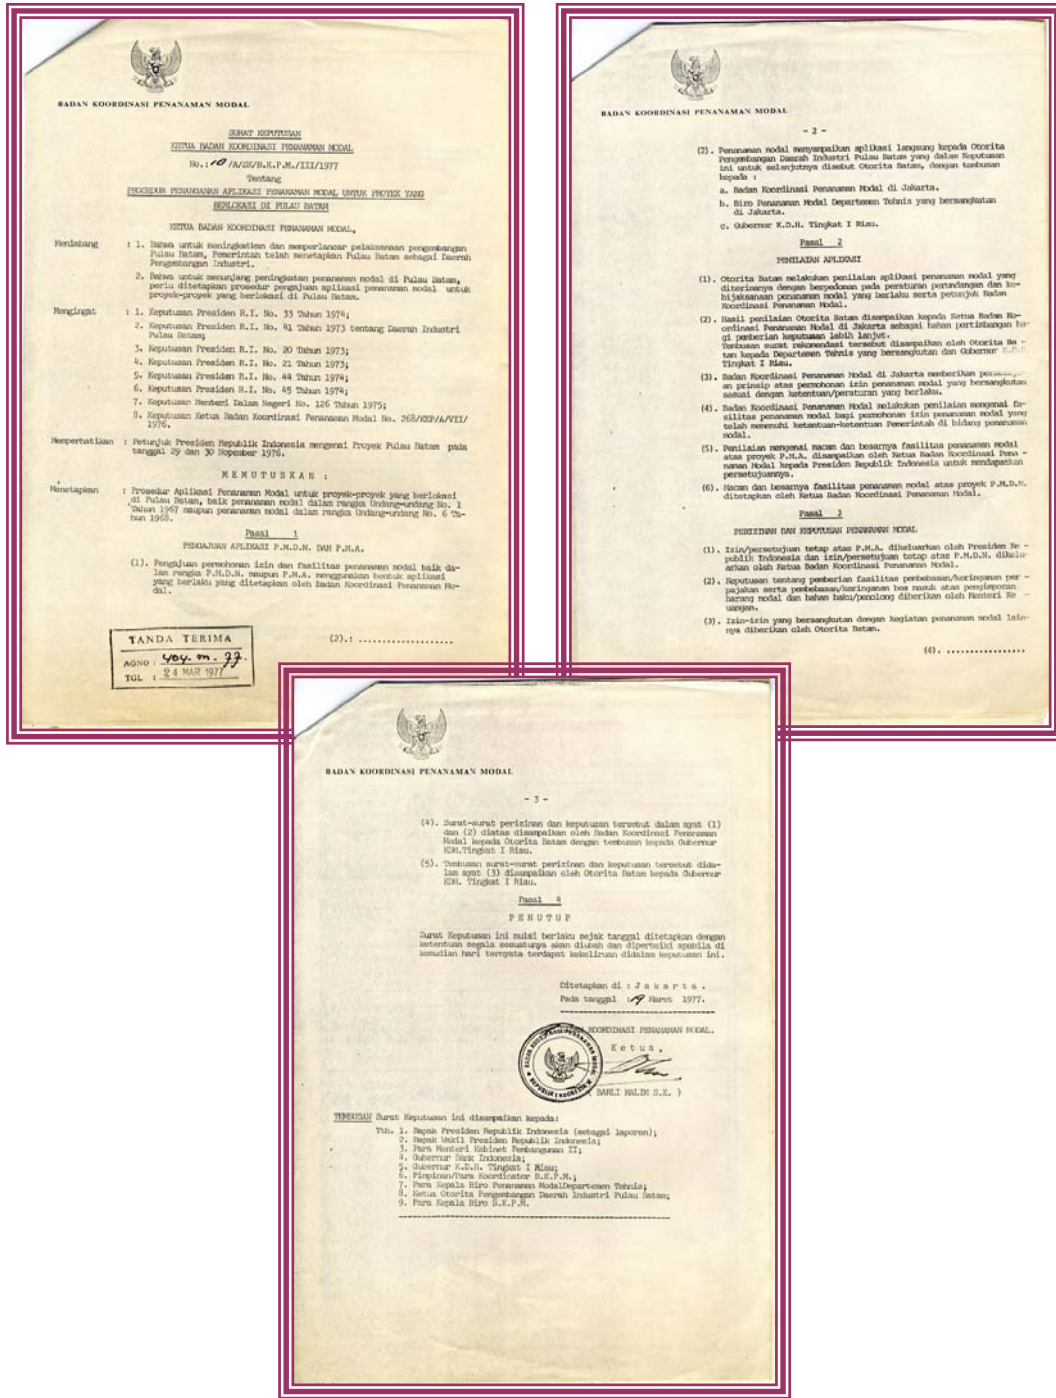 BADAN KOORDINASI PENANAMAN MODAL
SURAT KEPUTUSAN
KETUA BADAN KOORDINASI PENANAMAN MODAL
No.: 10 /A/SK/B.K.P.M./III/1977
Tentang
PROSEDUR PENANGANAN APLIKASI PENANAMAN MODAL UNTUK PROYEK YANG
BERLOKASI DI PULAU BATAM
KETUA BADAN KOORDINASI PENANAMAN MODAL,
Menimbang : 1. Bahwa untuk meningkatkan dan memperlancar pelaksanaan pengembangan
Pulau Batam, Pemerintah telah menetapkan Pulau Batam sebagai Daerah
Pengembangan Industri.
2. Bahwa untuk menunjang peningkatan penanaman modal di Pulau Batam,
perlu ditetapkan prosedur pengajuan aplikasi penanaman modal untuk
proyek-proyek yang berlokasi di Pulau Batam.
Mengingat : 1. Keputusan Presiden R.I. No. 33 Tahun 1974;
2. Keputusan Presiden R.I. No. 41 Tahun 1973 tentang Daerah Industri
Pulau Batam;
3. Keputusan Presiden R.I. No. 20 Tahun 1973;
4. Keputusan Presiden R.I. No. 21 Tahun 1973;
5. Keputusan Presiden R.I. No. 44 Tahun 1974;
6. Keputusan Presiden R.I. No. 45 Tahun 1974;
7. Keputusan Menteri Dalam Negeri No. 126 Tahun 1975;
8. Keputusan Ketua Badan Koordinasi Penanaman Modal No. 268/KEP/A/VII/
1976.
Memperhatikan : Petunjuk Presiden Republik Indonesia mengenai Proyek Pulau Batam pada
tanggal 29 dan 30 Nopember 1976.
M E M U T U S K A N :
Menetapkan : Prosedur Aplikasi Penanaman Modal untuk proyek-proyek yang berlokasi
di Pulau Batam, baik penanaman modal dalam rangka Undang-undang No. 1
Tahun 1967 maupun penanaman modal dalam rangka Undang-undang No. 6 Ta-
hun 1968.
Pasal 1
PENGAJUAN APLIKASI P.M.D.N. DAN P.M.A.
(1). Pengajuan permohonan izin dan fasilitas penanaman modal baik da-
lam rangka P.M.D.N. maupun P.M.A. menggunakan bentuk aplikasi
yang berlaku yang ditetapkan oleh Badan Koordinasi Penanaman Mo-
dal.
(2).: ...................
TANDA TERIMA
AGNO : 404. m. 77.
TGL : 24 MAR 1977
BADAN KOORDINASI PENANAMAN MODAL
- 2 -
(2). Penanaman modal menyampaikan aplikasi langsung kepada Otorita
Pengembangan Daerah Industri Pulau Batam yang dalam Keputusan
ini untuk selanjutnya disebut Otorita Batam, dengan tembusan
kepada :
a. Badan Koordinasi Penanaman Modal di Jakarta.
b. Biro Penanaman Modal Departemen Tehnis yang bersangkutan
di Jakarta.
c. Gubernur K.D.H. Tingkat I Riau.
Pasal 2
PENILAIAN APLIKASI
(1). Otorita Batam melakukan penilaian aplikasi penanaman modal yang
diterimanya dengan berpedoman pada peraturan perundangan dan ke-
bijaksanaan penanaman modal yang berlaku serta petunjuk Badan
Koordinasi Penanaman Modal.
(2). Hasil penilaian Otorita Batam disampaikan kepada Ketua Badan Ko-
ordinasi Penanaman Modal di Jakarta sebagai bahan pertimbangan ba-
gi pemberian keputusan lebih lanjut.
Tembusan surat rekomendasi tersebut disampaikan oleh Otorita Ba -
tan kepada Departemen Tehnis yang bersangkutan dan Gubernur K.D.H
Tingkat I Riau.
(3). Badan Koordinasi Penanaman Modal di Jakarta memberikan
an prinsip atas permohonan izin penanaman modal yang bersangkutan
sesuai dengan ketentuan/peraturan yang berlaku.
(4). Badan Koordinasi Penanaman Modal melakukan penilaian mengenai fa-
silitas penanaman modal bagi permohonan izin penanaman modal yang
telah memenuhi ketentuan-ketentuan Pemerintah di bidang penanaman
modal.
(5). Penilaian mengenai macam dan besarnya fasilitas penanaman modal
atas proyek P.M.A. disampaikan oleh Ketua Badan Koordinasi Pena -
naman Modal kepada Presiden Republik Indonesia untuk mendapatkan
persetujuannya.
(6). Macam dan besarnya fasilitas penanaman modal atas proyek P.M.D.N.
ditetapkan oleh Ketua Badan Koordinasi Penanaman Modal.
Pasal 3
PERIZINAN DAN KEPUTUSAN PENANAMAN MODAL
(1). Izin/persetujuan tetap atas P.M.A. dikeluarkan oleh Presiden Re -
publik Indonesia dan izin/persetujuan tetap atas P.M.D.N. dikelu-
arkan oleh Ketua Badan Koordinasi Penanaman Modal.
(2). Keputusan tentang pemberian fasilitas pembebasan/keringanan per -
pajakan serta pembebasan/keringanan bea masuk atas pengimporan
barang modal dan bahan baku/penolong diberikan oleh Menteri Ke -
uangan.
(3). Izin-izin yang bersangkutan dengan kegiatan penanaman modal lain-
nya diberikan oleh Otorita Batam.
(4). ................
BADAN KOORDINASI PENANAMAN MODAL
- 3 -
(4). Surat-surat perizinan dan keputusan tersebut dalam ayat (1)
dan (2) diatas disampaikan oleh Badan Koordinasi Penanaman
Modal kepada Otorita Batam dengan tembusan kepada Gubernur
KDH.Tingkat I Riau.
(5). Tembusan surat-surat perizinan dan keputusan tersebut dida-
lam ayat (3) disampaikan oleh Otorita Batam kepada Gubernur
KDH. Tingkat I Riau.
Pasal 4
P E N U T U P
Surat Keputusan ini mulai berlaku sejak tanggal ditetapkan dengan
ketentuan segala sesuatunya akan diubah dan diperbaiki apabila di
kemudian hari ternyata terdapat kekeliruan didalam keputusan ini.
Ditetapkan di : J a k a r t a .
Pada tanggal : 19 Maret 1977.
KOORDINASI PENANAMAN MODAL.
K e t u a ,
BADAN KOORDINASI PENANAMAN MODAL
REPUBLIK INDONESIA
( BARLI HALIM S.E. )
TEMBUSAN Surat Keputusan ini disampaikan kepada:
Yth. 1. Bapak Presiden Republik Indonesia (sebagai laporan);
2. Bapak Wakil Presiden Republik Indonesia;
3. Para Menteri Kabinet Pembangunan II;
4. Gubernur Bank Indonesia;
5. Gubernur K.D.H. Tingkat I Riau;
6. Pimpinan/Para Koordinator B.K.P.M.;
7. Para Kepala Biro Penanaman ModalDepartemen Tehnis;
8. Ketua Otorita Pengembangan Daerah Industri Pulau Batam;
9. Para Kepala Biro B.K.P.M.